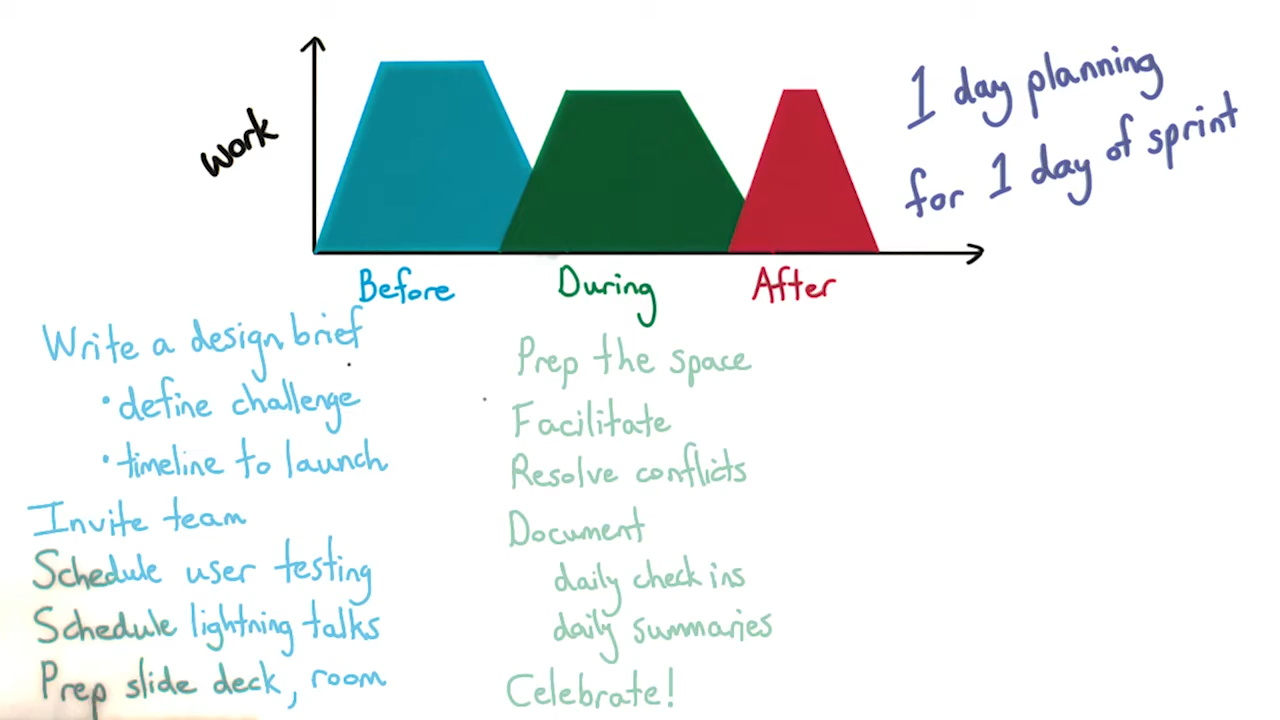 Work
1 day planning
for 1 day of sprint
Before
During
After
Write a design brief
• define challenge
• timeline to launch
Invite team
Schedule user testing
Schedule lightning talks
Prep slide deck, room
Prep the space
Facilitate
Resolve conflicts
Document
daily check ins
daily summaries
Celebrate!